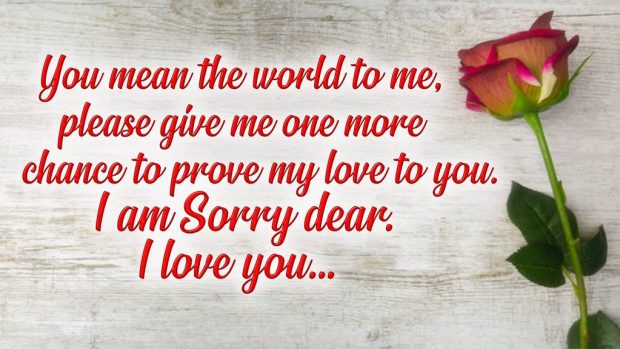 You mean the world to me,
please give me one more
chance to prove my love to you.
I am Sorry dear.
I love you...